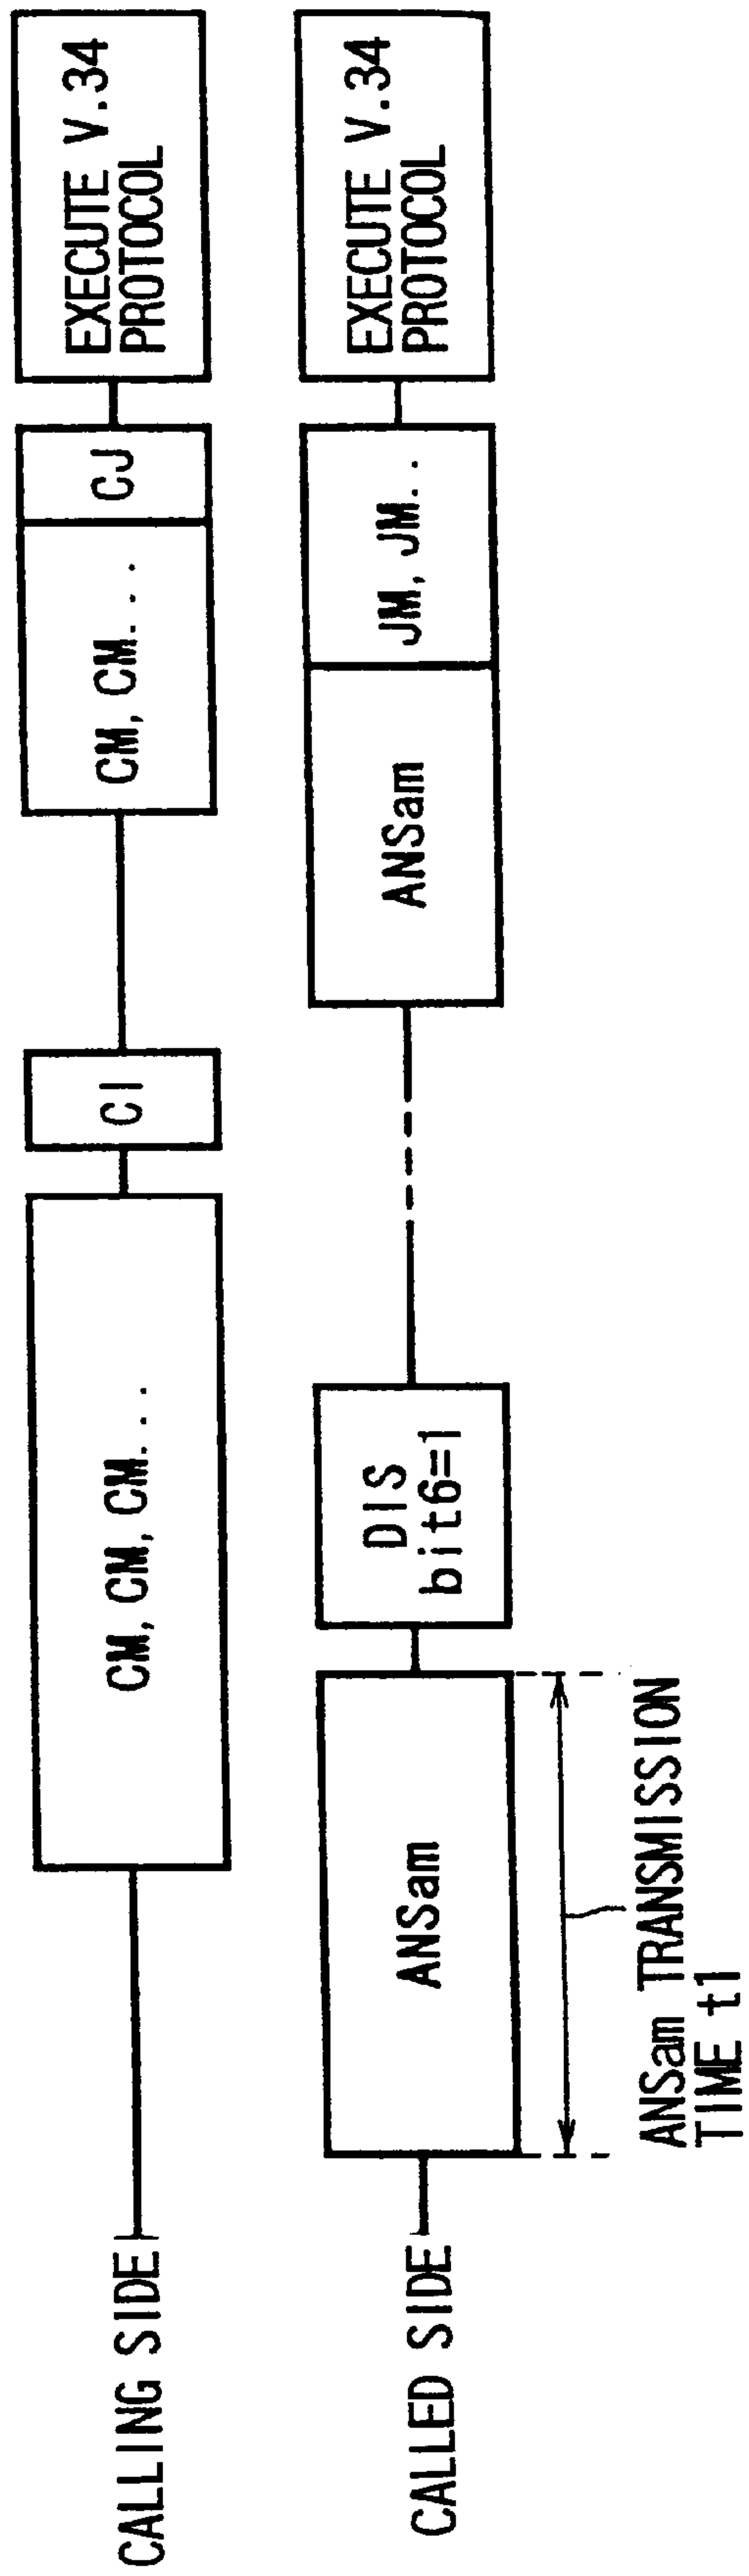 CALLING SIDE
CM, CM, CM...
CI
CM, CM...
CJ
EXECUTE V.34
PROTOCOL
CALLED SIDE
ANSam
DIS
bit6=1
ANSam
JM, JM..
EXECUTE V.34
PROTOCOL
ANSam TRANSMISSION
TIME t1